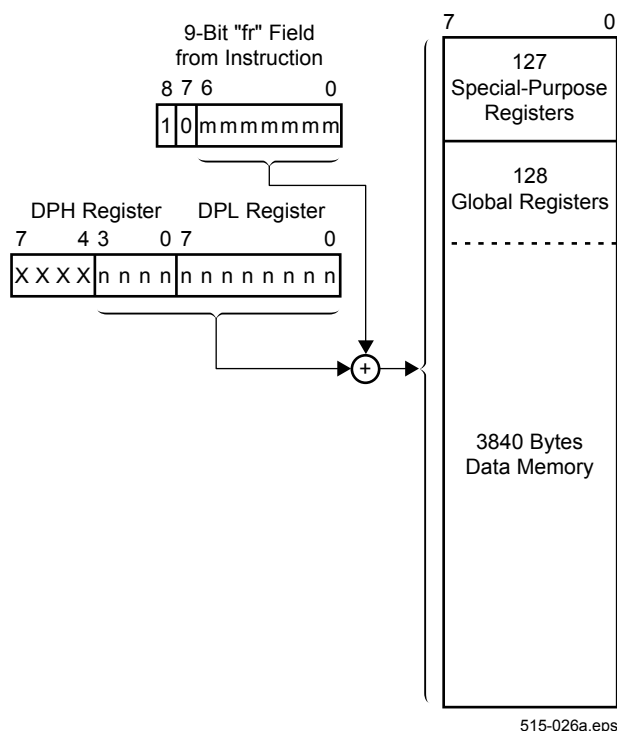 9-Bit "fr" Field
from Instruction
8 7 6 0
1 0 m m m m m m m
DPH Register DPL Register
7 4 3 0 7 0
X X X X n n n n n n n n n n n n
+
7 0
127
Special-Purpose
Registers
128
Global Registers
3840 Bytes
Data Memory
515-026a.eps